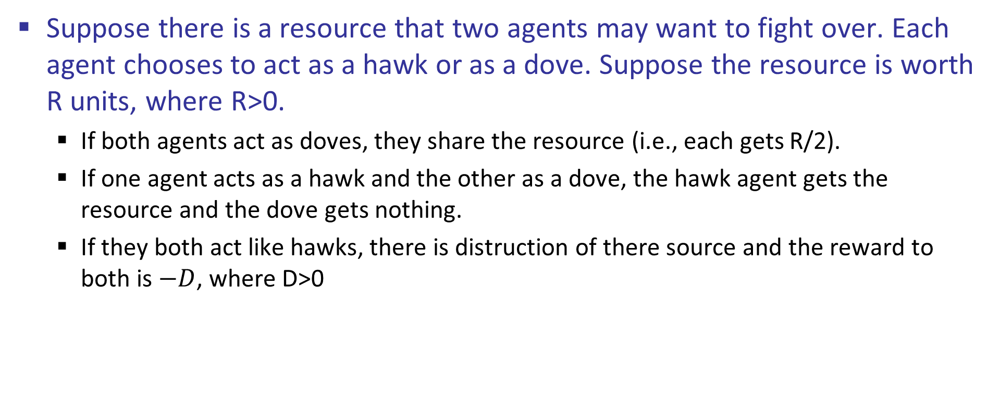 ▪ Suppose there is a resource that two agents may want to fight over. Each
agent chooses to act as a hawk or as a dove. Suppose the resource is worth
R units, where R>0.
▪ If both agents act as doves, they share the resource (i.e., each gets R/2).
▪ If one agent acts as a hawk and the other as a dove, the hawk agent gets the
resource and the dove gets nothing.
▪ If they both act like hawks, there is distruction of there source and the reward to
both is −D, where D>0